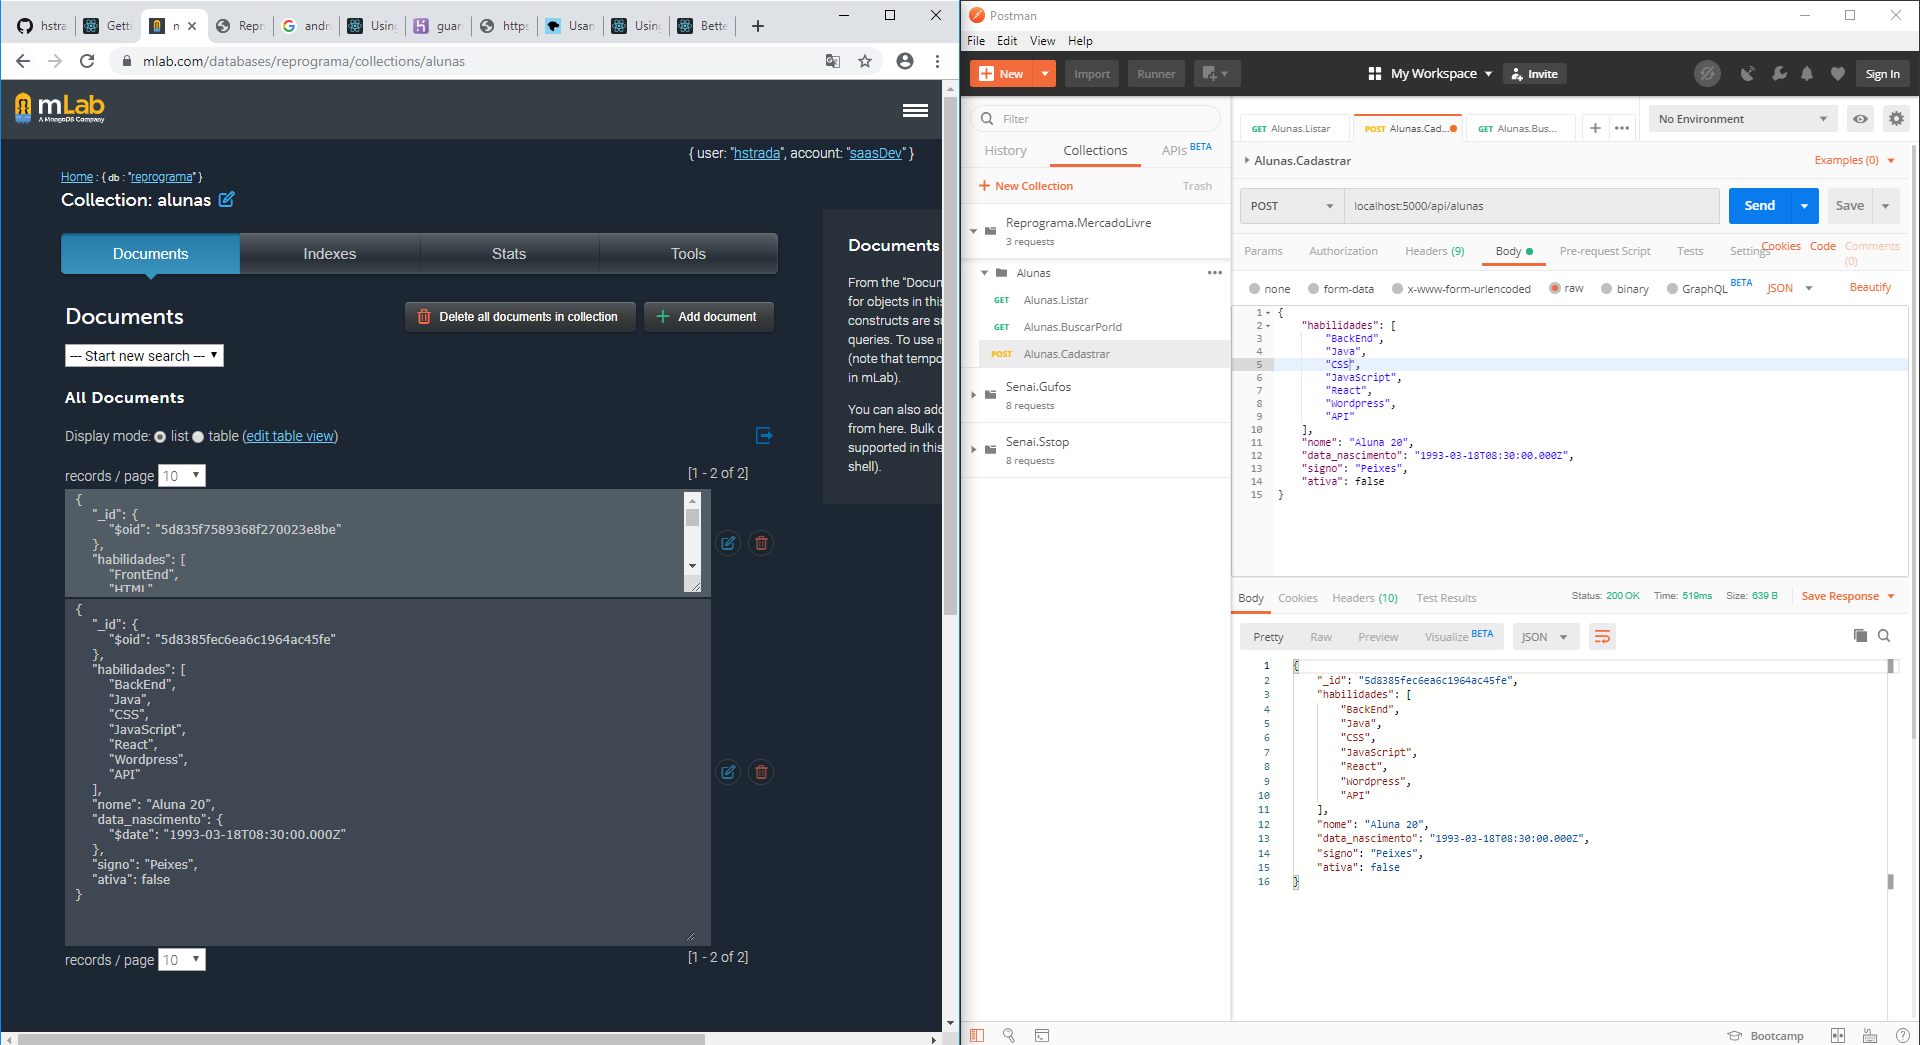 hstra
Getti
m
Repr
andr
Using
guar
https
Usan
Using
Bette
mlab.com/databases/reprograma/collections/alunas
mLab
A MongoDB Company
{ user: "hstrada", account: "saasDev" }
Home : { db : "reprograma" }
Collection: alunas
Documents
Indexes
Stats
Tools
Documents
Delete all documents in collection
Add document
--- Start new search ---
All Documents
Display mode: list table (edit table view)
records / page 10
[1 - 2 of 2]
{
"_id": {
"$oid": "5d835f7589368f270023e8be"
},
"habilidades": [
"FrontEnd",
"HTML"
{
"_id": {
"$oid": "5d8385fec6ea6c1964ac45fe"
},
"habilidades": [
"BackEnd",
"Java",
"CSS",
"JavaScript",
"React",
"Wordpress",
"API"
],
"nome": "Aluna 20",
"data_nascimento": {
"$date": "1993-03-18T08:30:00.000Z"
},
"signo": "Peixes",
"ativa": false
}
records / page 10
[1 - 2 of 2]
Documents
From the "Docun
for objects in this
constructs are su
queries. To use m
(note that tempo
in mLab).
You can also add
from here. Bulk o
supported in this
shell).
Postman
File Edit View Help
New
Import
Runner
My Workspace
Invite
Sign In
Filter
History
Collections
APIs BETA
New Collection
Trash
Reprograma.MercadoLivre
3 requests
Alunas
GET Alunas.Listar
GET Alunas.BuscarPorId
POST Alunas.Cadastrar
Senai.Gufos
8 requests
Senai.Sstop
8 requests
GET Alunas.Listar
POST Alunas.Cad...
GET Alunas.Bus...
No Environment
Alunas.Cadastrar
Examples (0)
POST
localhost:5000/api/alunas
Send
Save
Params
Authorization
Headers (9)
Body
Pre-request Script
Tests
Settings
Cookies
Code
Comments (0)
none
form-data
x-www-form-urlencoded
raw
binary
GraphQL BETA
JSON
Beautify
1 {
2 "habilidades": [
3 "BackEnd",
4 "Java",
5 "CSS",
6 "JavaScript",
7 "React",
8 "Wordpress",
9 "API"
10 ],
11 "nome": "Aluna 20",
12 "data_nascimento": "1993-03-18T08:30:00.000Z",
13 "signo": "Peixes",
14 "ativa": false
15 }
Body
Cookies
Headers (10)
Test Results
Status: 200 OK
Time: 519ms
Size: 639 B
Save Response
Pretty
Raw
Preview
Visualize BETA
JSON
1 {
2 "_id": "5d8385fec6ea6c1964ac45fe",
3 "habilidades": [
4 "BackEnd",
5 "Java",
6 "CSS",
7 "JavaScript",
8 "React",
9 "Wordpress",
10 "API"
11 ],
12 "nome": "Aluna 20",
13 "data_nascimento": "1993-03-18T08:30:00.000Z",
14 "signo": "Peixes",
15 "ativa": false
16 }
Bootcamp